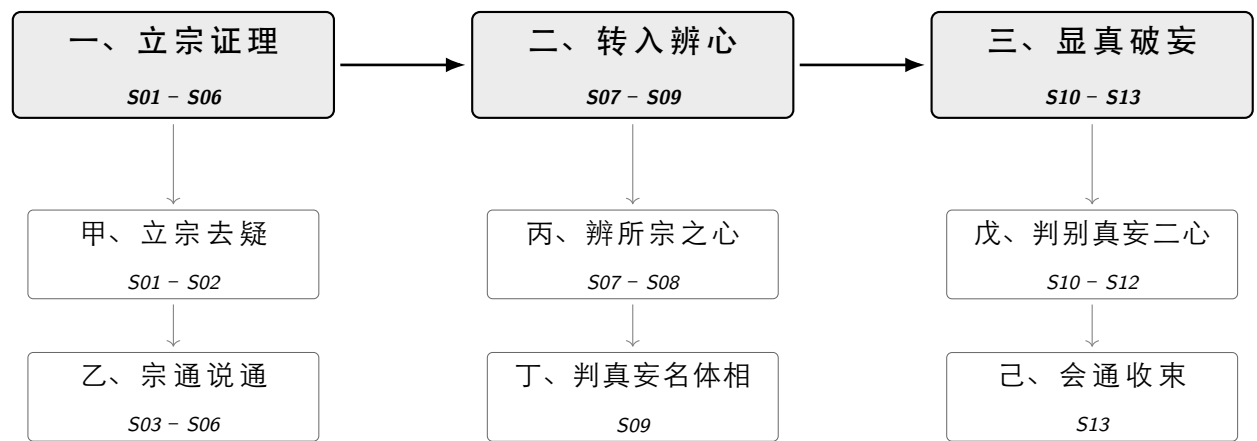 一、立宗证理
S01 – S06
二、转入辨心
S07 – S09
三、显真破妄
S10 – S13
甲、立宗去疑
S01 – S02
丙、辨所宗之心
S07 – S08
戊、判别真妄二心
S10 – S12
乙、宗通说通
S03 – S06
丁、判真妄名体相
S09
己、会通收束
S13